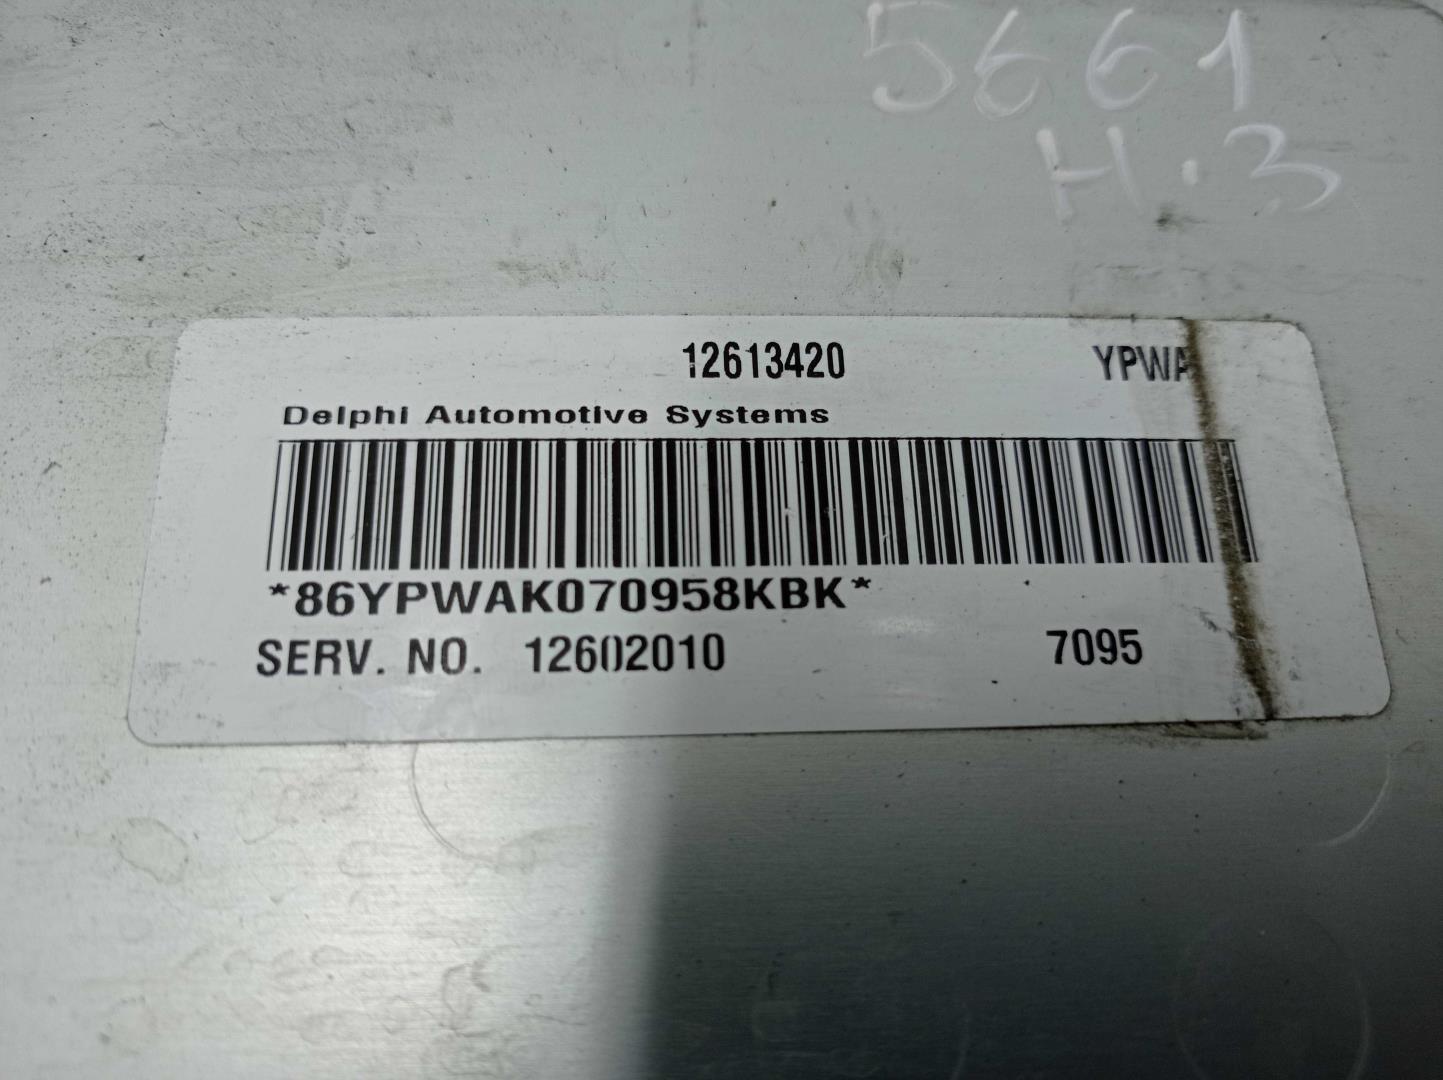 5661
H.3
12613420 YPWA
Delphi Automotive Systems
*86YPWAK070958KBK*
SERV. NO. 12602010 7095